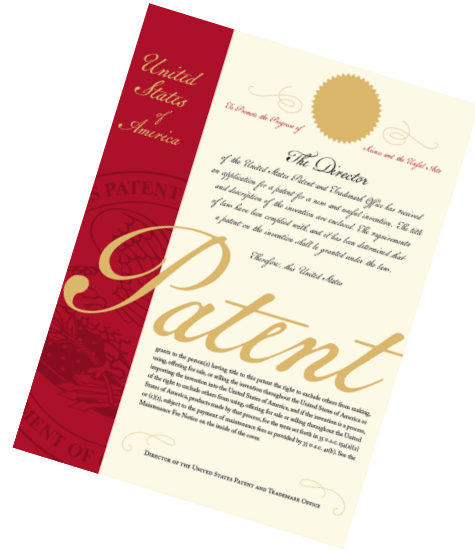 United
States
of
America
S PATENT
MENT OF
To Promote the Progress of
Science and the Useful Arts
The Director
of the United States Patent and Trademark Office has received
an application for a patent for a new and useful invention. The title
and description of the invention are enclosed. The requirements
of law have been complied with, and it has been determined that
a patent on the invention shall be granted under the law.
Therefore, this United States
Patent
grants to the person(s) having title to this patent the right to exclude others from making,
using, offering for sale, or selling the invention throughout the United States of America or
importing the invention into the United States of America, and if the invention is a process,
of the right to exclude others from using, offering for sale or selling throughout the United
States of America, products made by that process, for the term set forth in 35 U.S.C. 154(a)(2)
or (c)(1), subject to the payment of maintenance fees as provided by 35 U.S.C. 41(b). See the
Maintenance Fee Notice on the inside of the cover.
DIRECTOR OF THE UNITED STATES PATENT AND TRADEMARK OFFICE